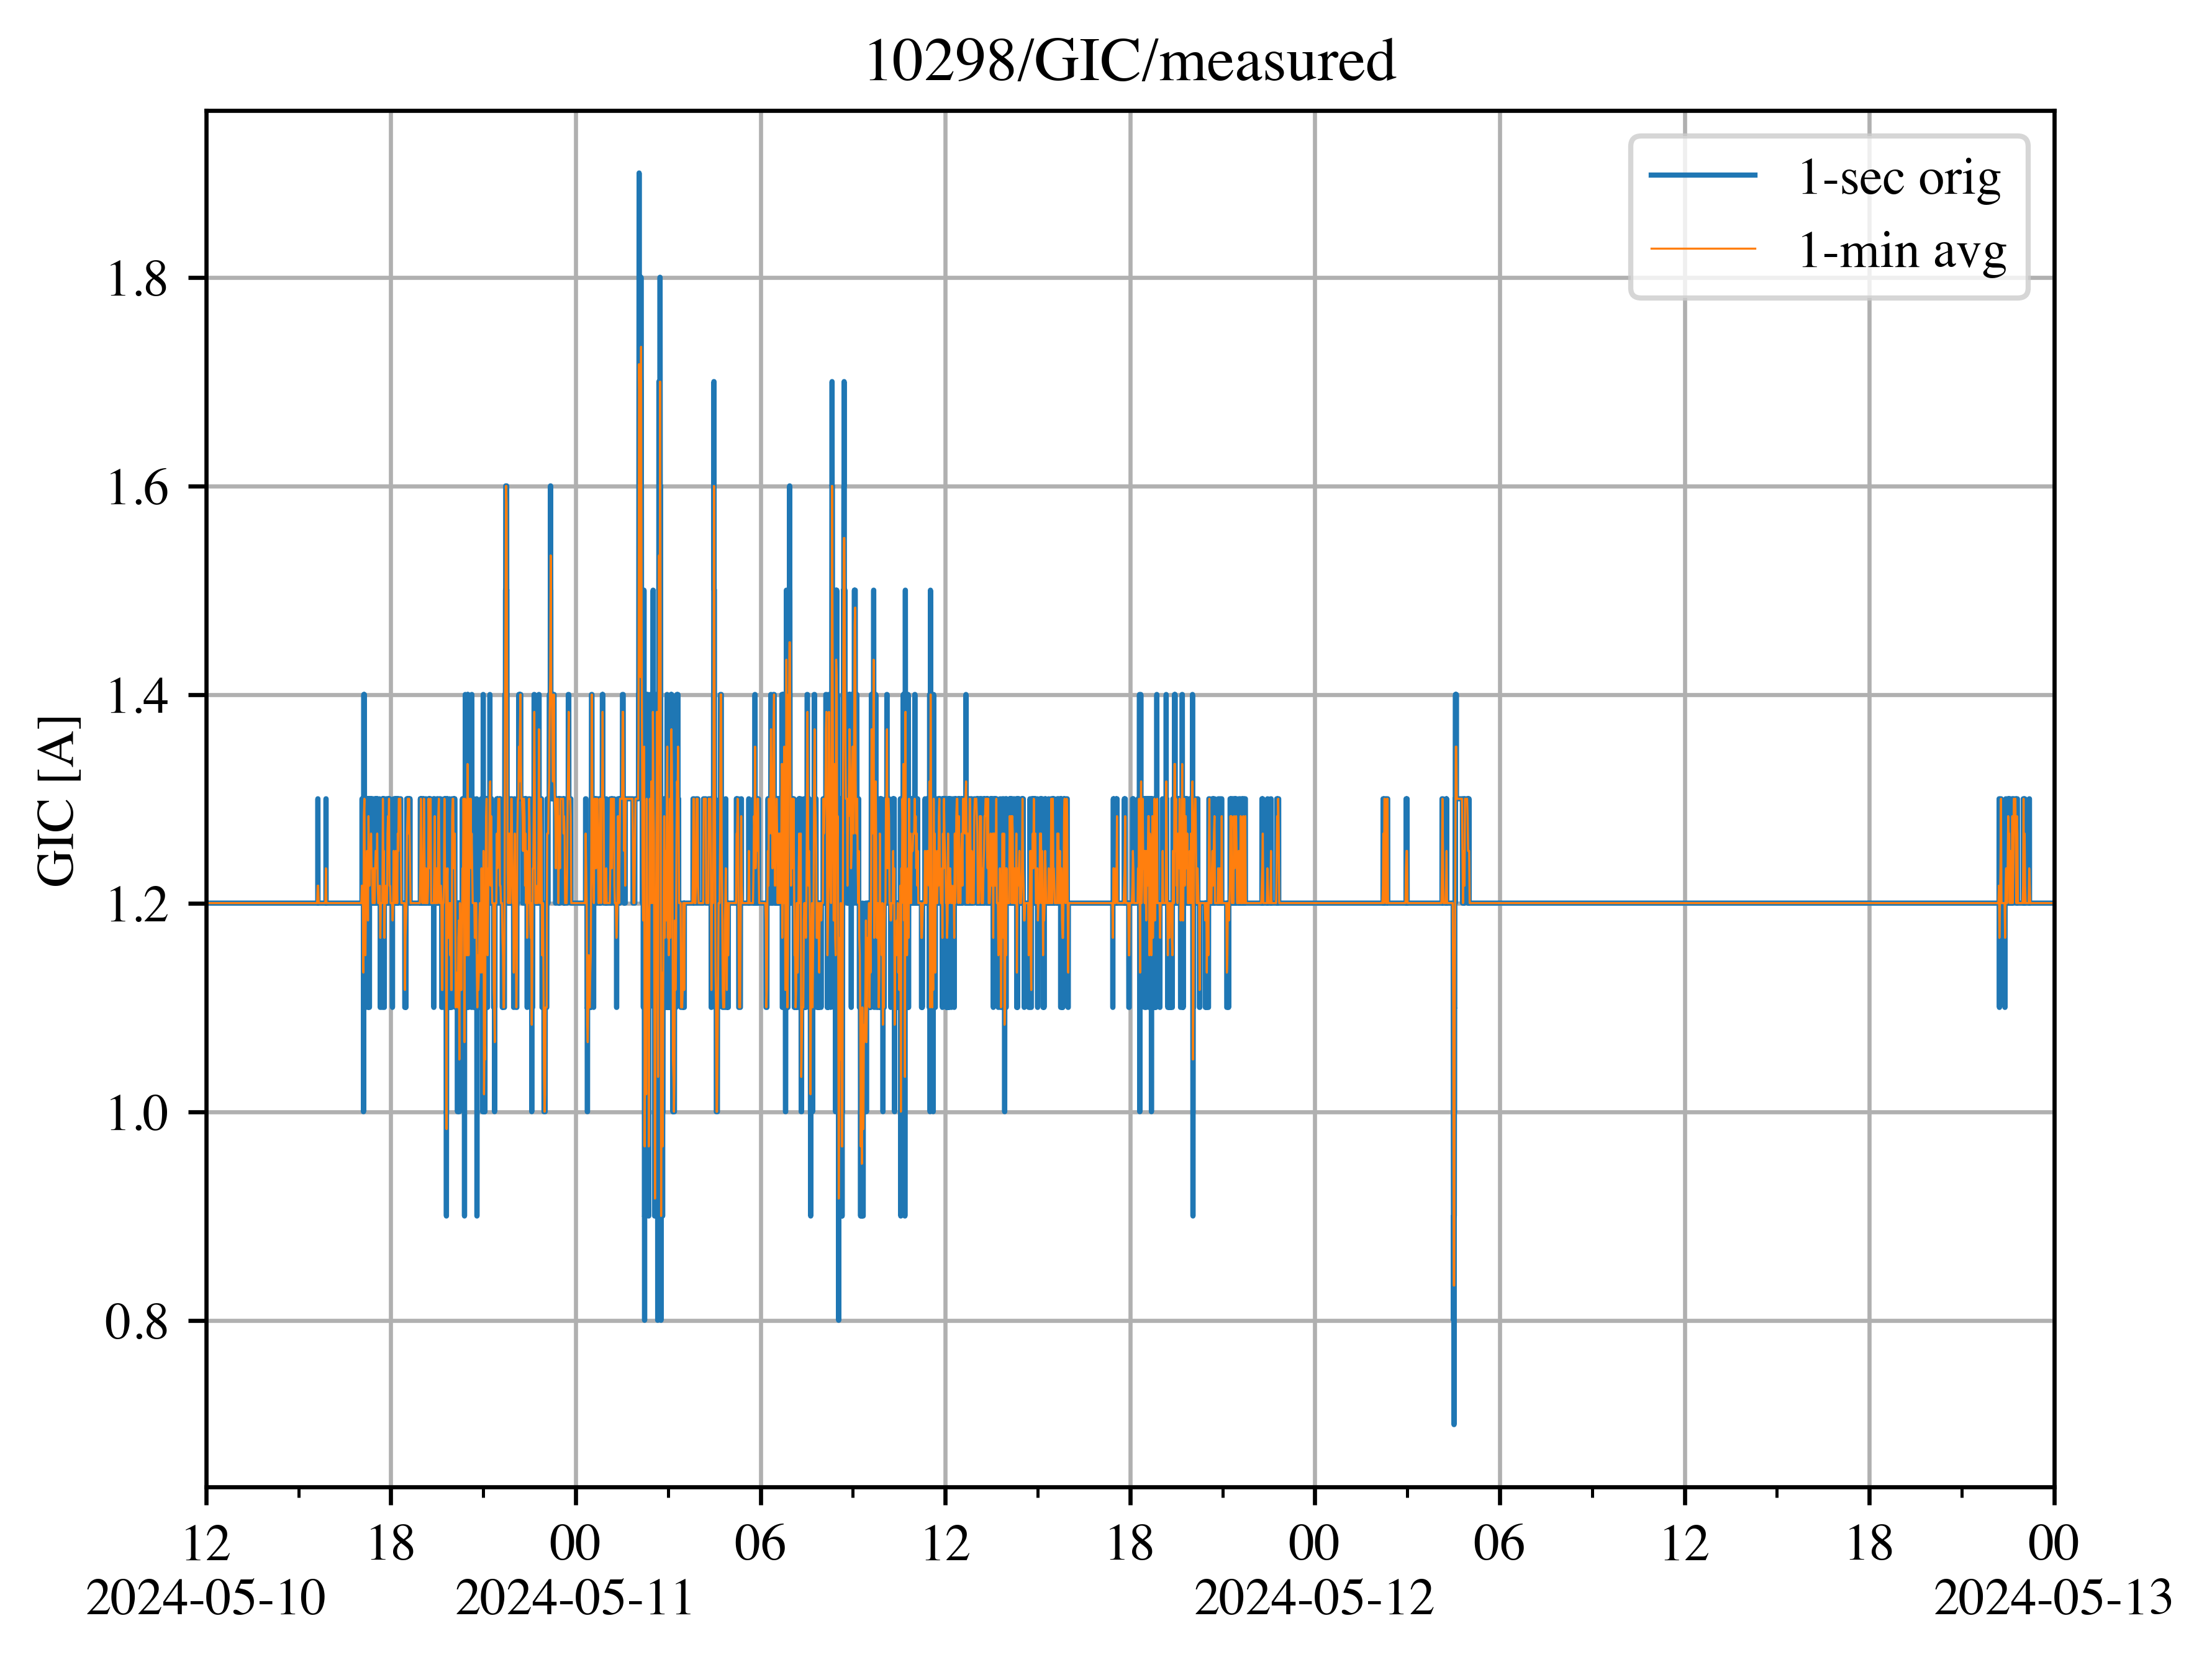 10298/GIC/measured
1-sec orig
1-min avg
GIC [A]
1.8
1.6
1.4
1.2
1.0
0.8
12 18 00 06 12 18 00 06 12 18 00
2024-05-10 2024-05-11 2024-05-12 2024-05-13